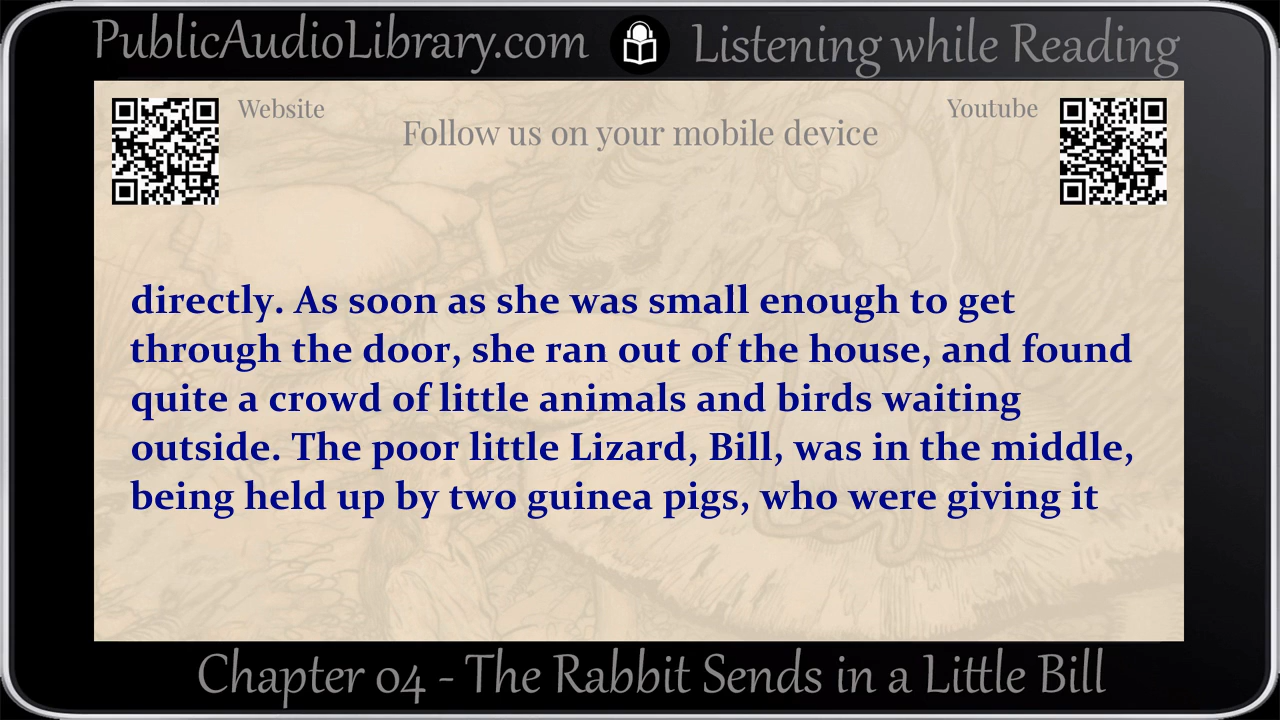 PublicAudioLibrary.com Listening while Reading
Website
Youtube
Follow us on your mobile device
directly. As soon as she was small enough to get
through the door, she ran out of the house, and found
quite a crowd of little animals and birds waiting
outside. The poor little Lizard, Bill, was in the middle,
being held up by two guinea pigs, who were giving it
Chapter 04 - The Rabbit Sends in a Little Bill